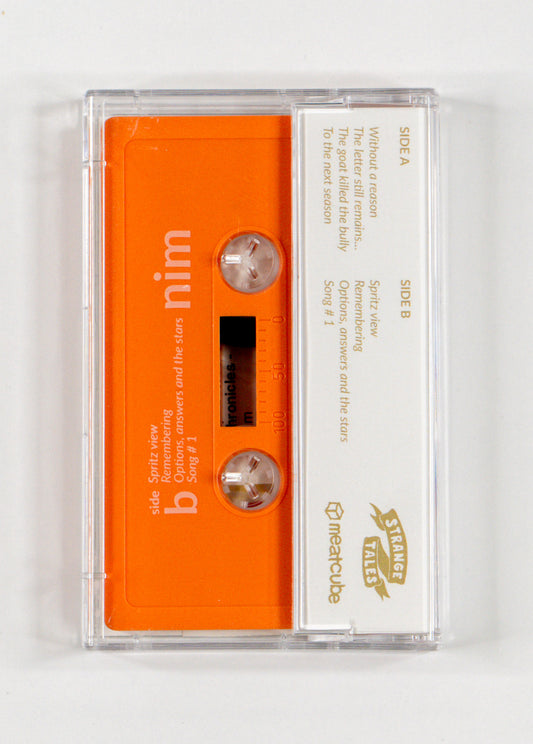 SIDE A
Without a reason
The letter still remains...
The goat killed the bully
To the next season
SIDE B
Spritz view
Remembering
Options, answers and the stars
Song # 1
STRANGE
TALES
meatcube
nim
side
b
Spritz view
Remembering
Options, answers and the stars
Song # 1
0
50
100
hronicles
m